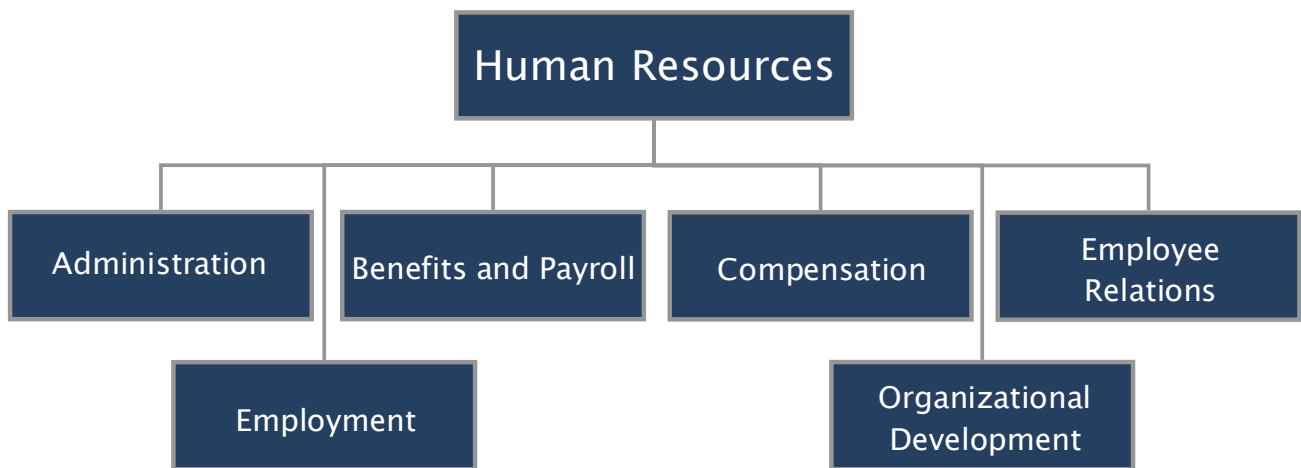 Human Resources
Administration
Benefits and Payroll
Compensation
Employee
Relations
Employment
Organizational
Development